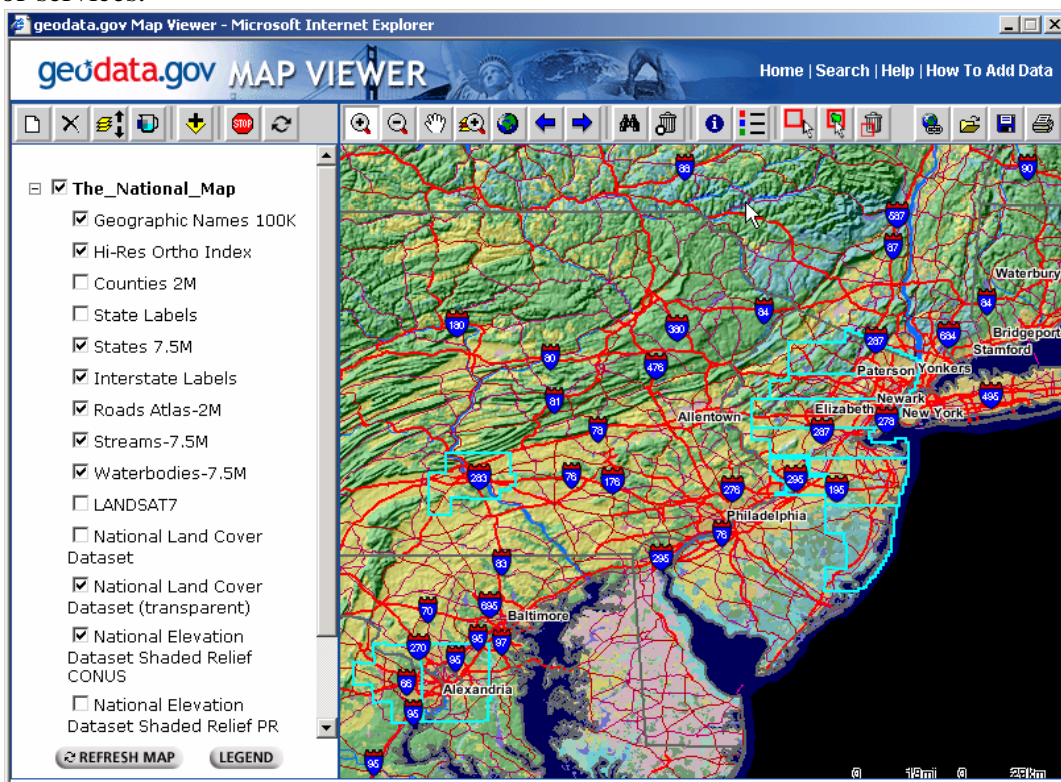 or services.
geodata.gov Map Viewer - Microsoft Internet Explorer
geodata.gov MAP VIEWER
Home | Search | Help | How To Add Data
STOP
The_National_Map
Geographic Names 100K
Hi-Res Ortho Index
Counties 2M
State Labels
States 7.5M
Interstate Labels
Roads Atlas-2M
Streams-7.5M
Waterbodies-7.5M
LANDSAT7
National Land Cover
Dataset
National Land Cover
Dataset (transparent)
National Elevation
Dataset Shaded Relief
CONUS
National Elevation
Dataset Shaded Relief PR
REFRESH MAP
LEGEND
88
90
587
87
Waterbury
84
84
180
380
287
684
Bridgeport
Stamford
80
476
Paterson
Yonkers
81
Newark
495
Allentown
Elizabeth
278
New York
78
287
283
76
176
276
295
195
Philadelphia
76
83
295
70
695
Baltimore
270
95
97
95
66
Alexandria
95
95